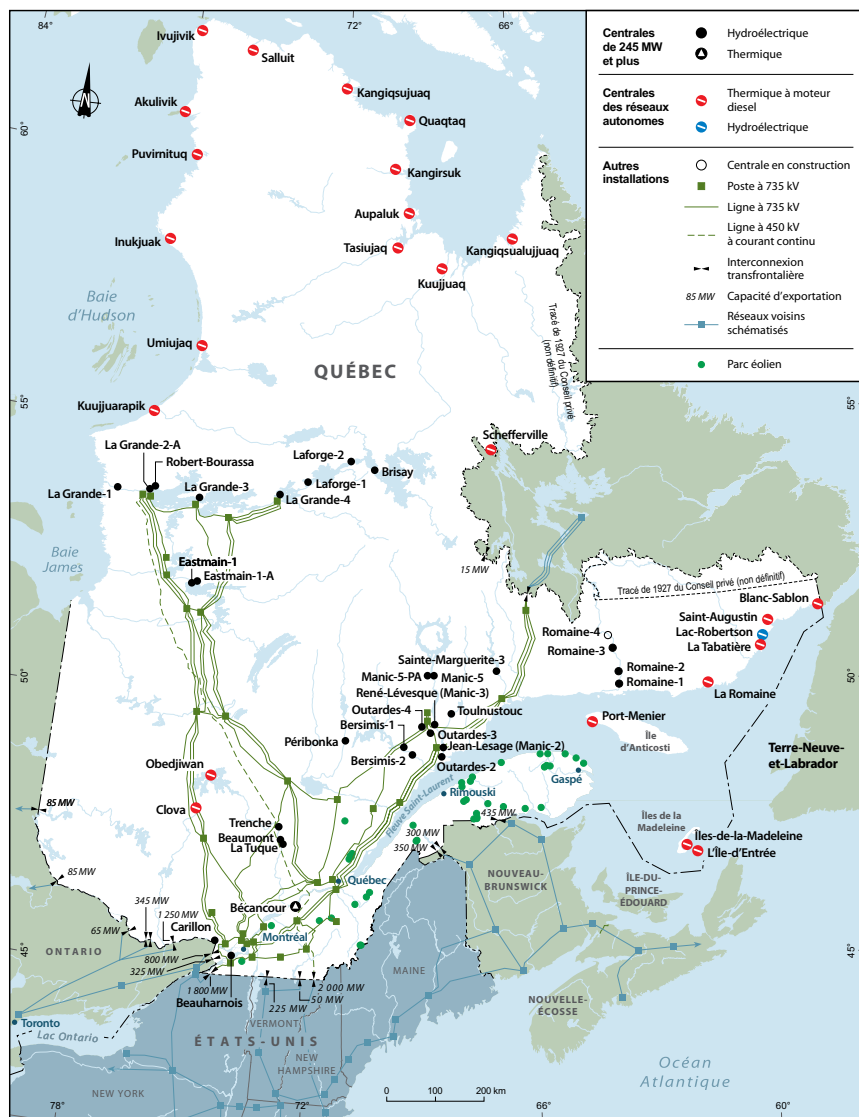 84°
72°
66°
Ivujivik
Salluit
Kangiqsujuaq
Akulivik
Quaqtaq
60°
Puvirnituq
Kangirsuk
Aupaluk
Inukjuak
Tasiujaq
Kangiqsualujjuaq
Kuujjuaq
Baie
d'Hudson
Tracé de 1927 du Conseil privé
(non définitif)
Umiujaq
QUÉBEC
55°
55°
Kuujjuarapik
Centrales
de 245 MW
et plus
Hydroélectrique
Thermique
Centrales
des réseaux
autonomes
Thermique à moteur
diesel
Hydroélectrique
Autres
installations
Centrale en construction
Poste à 735 kV
Ligne à 735 kV
Ligne à 450 kV
à courant continu
Interconnexion
transfrontalière
85 MW
Capacité d'exportation
Réseaux voisins
schématisés
Parc éolien
La Grande-2-A
Robert-Bourassa
La Grande-1
La Grande-3
Laforge-2
Laforge-1
Brisay
La Grande-4
Schefferville
Baie
James
Eastmain-1
Eastmain-1-A
15 MW
Tracé de 1927 du Conseil privé (non définitif)
Blanc-Sablon
Saint-Augustin
Lac-Robertson
La Tabatière
Romaine-4
Romaine-3
Romaine-2
Romaine-1
La Romaine
50°
50°
Sainte-Marguerite-3
Manic-5-PA
Manic-5
René-Lévesque (Manic-3)
Outardes-4
Toulnustouc
Bersimis-1
Outardes-3
Péribonka
Jean-Lesage (Manic-2)
Bersimis-2
Outardes-2
Port-Menier
Île
d'Anticosti
Terre-Neuve-
et-Labrador
Obedjiwan
Clova
Gaspé
Rimouski
Fleuve Saint-Laurent
85 MW
Trenche
Beaumont
La Tuque
300 MW
350 MW
435 MW
Îles de la
Madeleine
Îles-de-la-Madeleine
L'Île-d'Entrée
85 MW
Québec
Bécancour
NOUVEAU-
BRUNSWICK
ÎLE-DU-
PRINCE-
ÉDOUARD
345 MW
1 250 MW
65 MW
Carillon
Montréal
ONTARIO
45°
45°
800 MW
325 MW
1 800 MW
Beauharnois
2 000 MW
50 MW
225 MW
MAINE
NOUVELLE-
ÉCOSSE
Toronto
Lac Ontario
VERMONT
ÉTATS-UNIS
NEW
HAMPSHIRE
NEW YORK
Océan
Atlantique
0
100
200 km
78°
72°
66°
60°